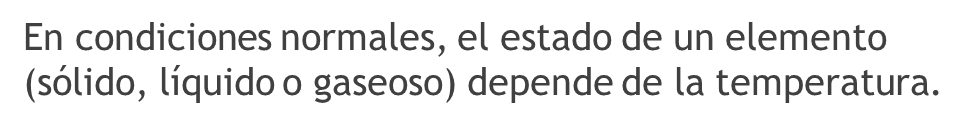 En condiciones normales, el estado de un elemento
(sólido, líquido o gaseoso) depende de la temperatura.